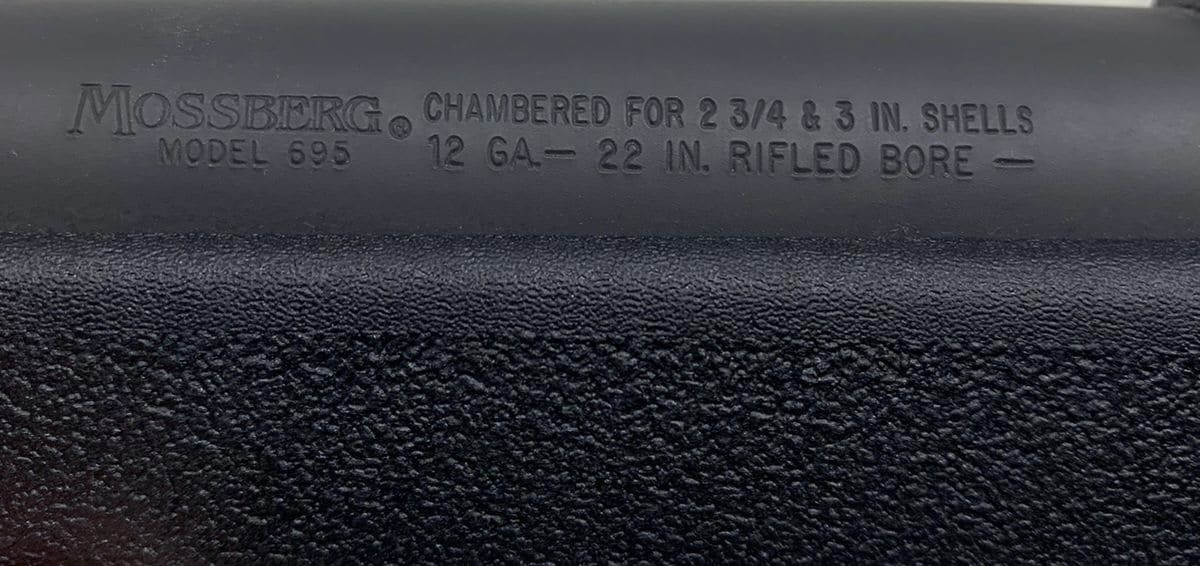 MOSSBERG® CHAMBERED FOR 2 3/4 & 3 IN. SHELLS
MODEL 695 12 GA.— 22 IN. RIFLED BORE —